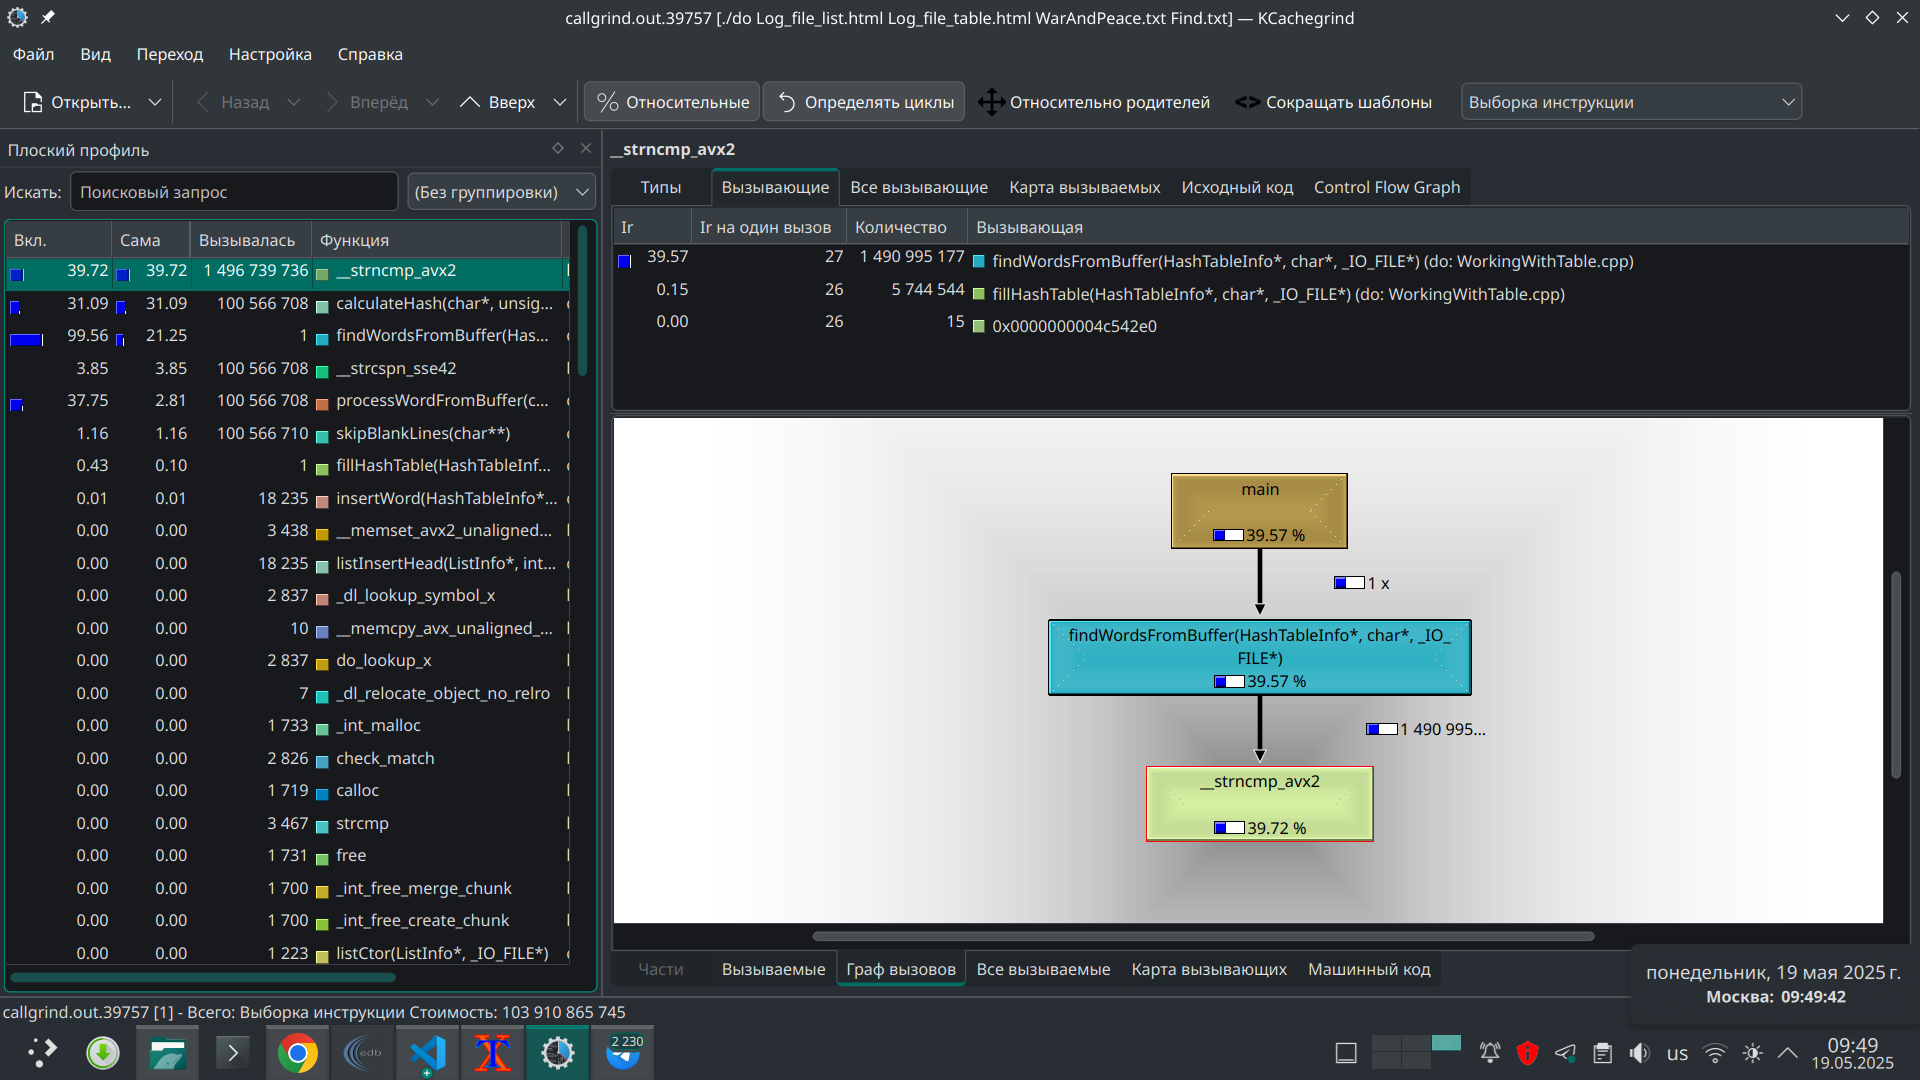 callgrind.out.39757 [./do Log_file_list.html Log_file_table.html WarAndPeace.txt Find.txt] — KCachegrind
Файл Вид Переход Настройка Справка
Открыть... Назад Вперёд Вверх Относительные Определять циклы Относительно родителей Сокращать шаблоны Выборка инструкции
Плоский профиль
Искать: Поисковый запрос (Без группировки)
Вкл. Сама Вызывалась Функция
39.72 39.72 1 496 739 736 __strncmp_avx2
31.09 31.09 100 566 708 calculateHash(char*, unsig...
99.56 21.25 1 findWordsFromBuffer(Has...
3.85 3.85 100 566 708 __strcspn_sse42
37.75 2.81 100 566 708 processWordFromBuffer(c...
1.16 1.16 100 566 710 skipBlankLines(char**)
0.43 0.10 1 fillHashTable(HashTableInf...
0.01 0.01 18 235 insertWord(HashTableInfo*...
0.00 0.00 3 438 __memset_avx2_unaligned...
0.00 0.00 18 235 listInsertHead(ListInfo*, int...
0.00 0.00 2 837 _dl_lookup_symbol_x
0.00 0.00 10 __memcpy_avx_unaligned_...
0.00 0.00 2 837 do_lookup_x
0.00 0.00 7 _dl_relocate_object_no_relro
0.00 0.00 1 733 _int_malloc
0.00 0.00 2 826 check_match
0.00 0.00 1 719 calloc
0.00 0.00 3 467 strcmp
0.00 0.00 1 731 free
0.00 0.00 1 700 _int_free_merge_chunk
0.00 0.00 1 700 _int_free_create_chunk
0.00 0.00 1 223 listCtor(ListInfo*, _IO_FILE*)
__strncmp_avx2
Типы Вызывающие Все вызывающие Карта вызываемых Исходный код Control Flow Graph
Ir Ir на один вызов Количество Вызывающая
39.57 27 1 490 995 177 findWordsFromBuffer(HashTableInfo*, char*, _IO_FILE*) (do: WorkingWithTable.cpp)
0.15 26 5 744 544 fillHashTable(HashTableInfo*, char*, _IO_FILE*) (do: WorkingWithTable.cpp)
0.00 26 15 0x0000000004c542e0
main
39.57 %
1 x
findWordsFromBuffer(HashTableInfo*, char*, _IO_
FILE*)
39.57 %
1 490 995...
__strncmp_avx2
39.72 %
Части Вызываемые Граф вызовов Все вызываемые Карта вызывающих Машинный код
понедельник, 19 мая 2025 г.
Москва: 09:49:42
callgrind.out.39757 [1] - Всего: Выборка инструкции Стоимость: 103 910 865 745
edb
2 230
us
09:49
19.05.2025